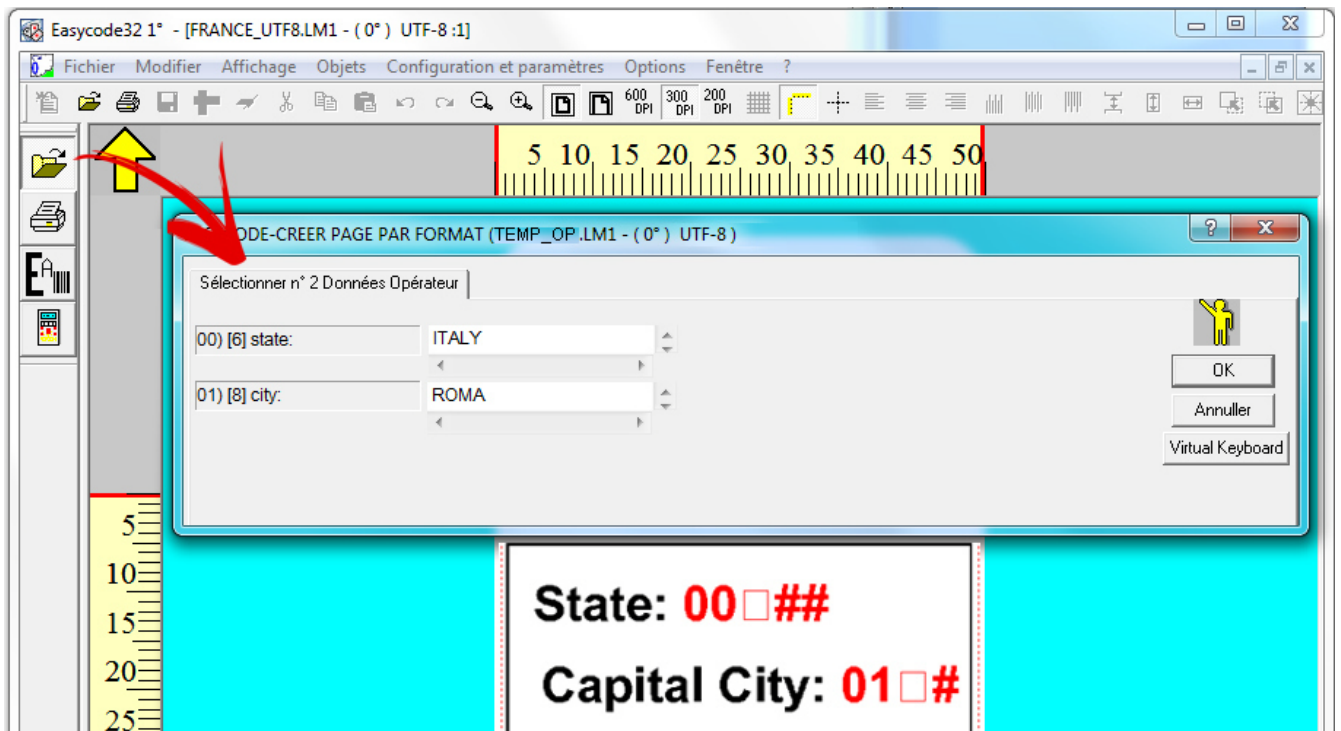 Easycode32 1° - [FRANCE_UTF8.LM1 - ( 0° ) UTF-8 :1]
Fichier Modifier Affichage Objets Configuration et paramètres Options Fenêtre ?
600 DPI 300 DPI 200 DPI
5 10 15 20 25 30 35 40 45 50
ODE-CREER PAGE PAR FORMAT (TEMP_OP.LM1 - ( 0° ) UTF-8 )
Sélectionner n° 2 Données Opérateur
00) [6] state: ITALY
OK
01) [8] city: ROMA
Annuller
Virtual Keyboard
5
10
15
20
25
State: 00□##
Capital City: 01□#